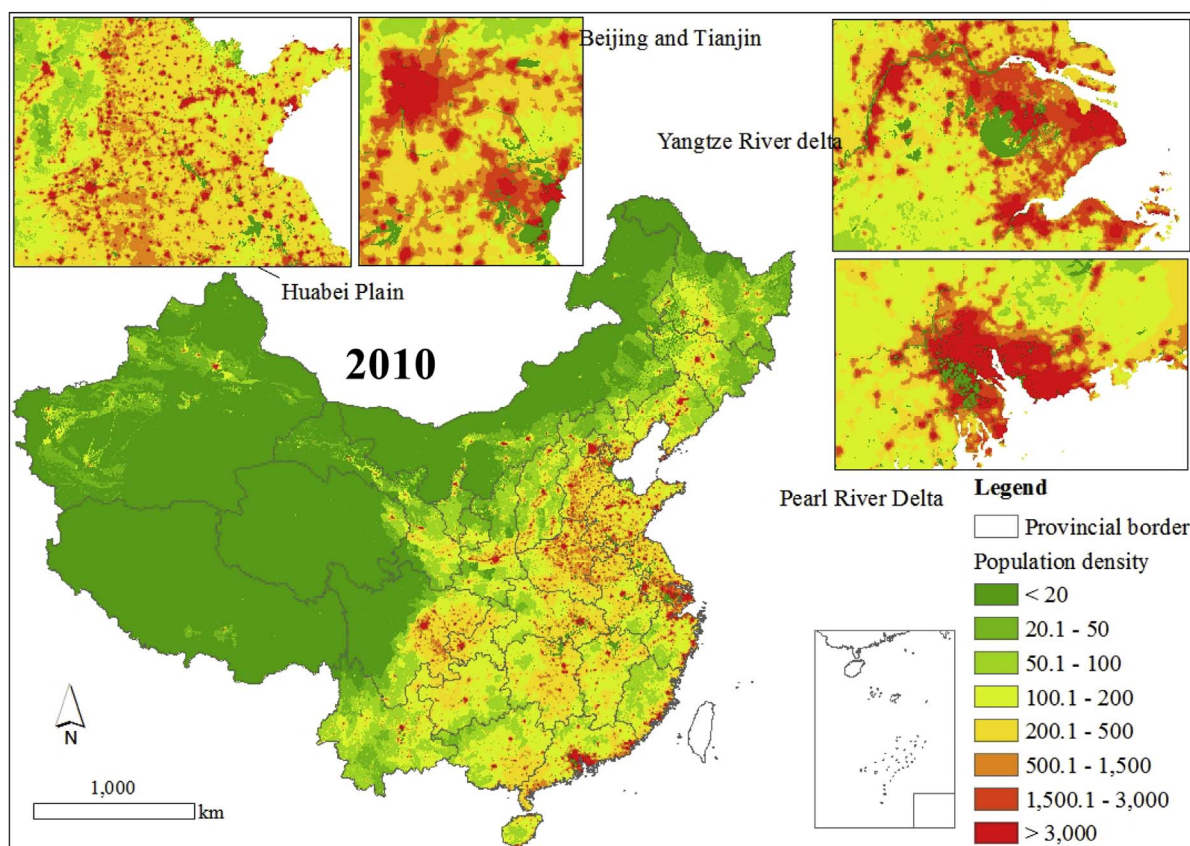 Beijing and Tianjin
Yangtze River delta
Huabei Plain
2010
Pearl River Delta
Legend
Provincial border
Population density
< 20
20.1 - 50
50.1 - 100
100.1 - 200
200.1 - 500
500.1 - 1,500
1,500.1 - 3,000
> 3,000
N
1,000
km